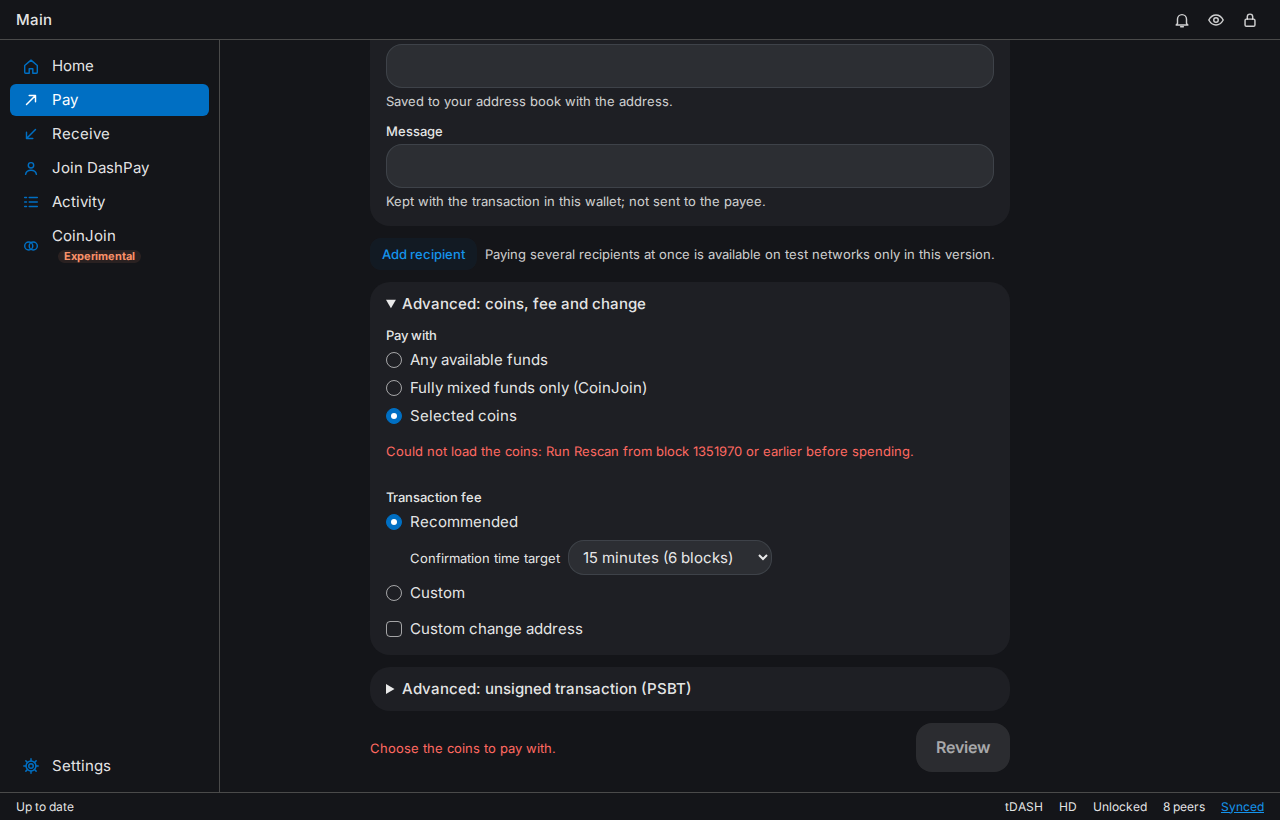 Main
Home
Pay
Receive
Join DashPay
Activity
CoinJoin
Experimental
Settings
Saved to your address book with the address.
Message
Kept with the transaction in this wallet; not sent to the payee.
Add recipient
Paying several recipients at once is available on test networks only in this version.
Advanced: coins, fee and change
Pay with
Any available funds
Fully mixed funds only (CoinJoin)
Selected coins
Could not load the coins: Run Rescan from block 1351970 or earlier before spending.
Transaction fee
Recommended
Confirmation time target 15 minutes (6 blocks)
Custom
Custom change address
Advanced: unsigned transaction (PSBT)
Choose the coins to pay with.
Review
Up to date
tDASH HD Unlocked 8 peers Synced